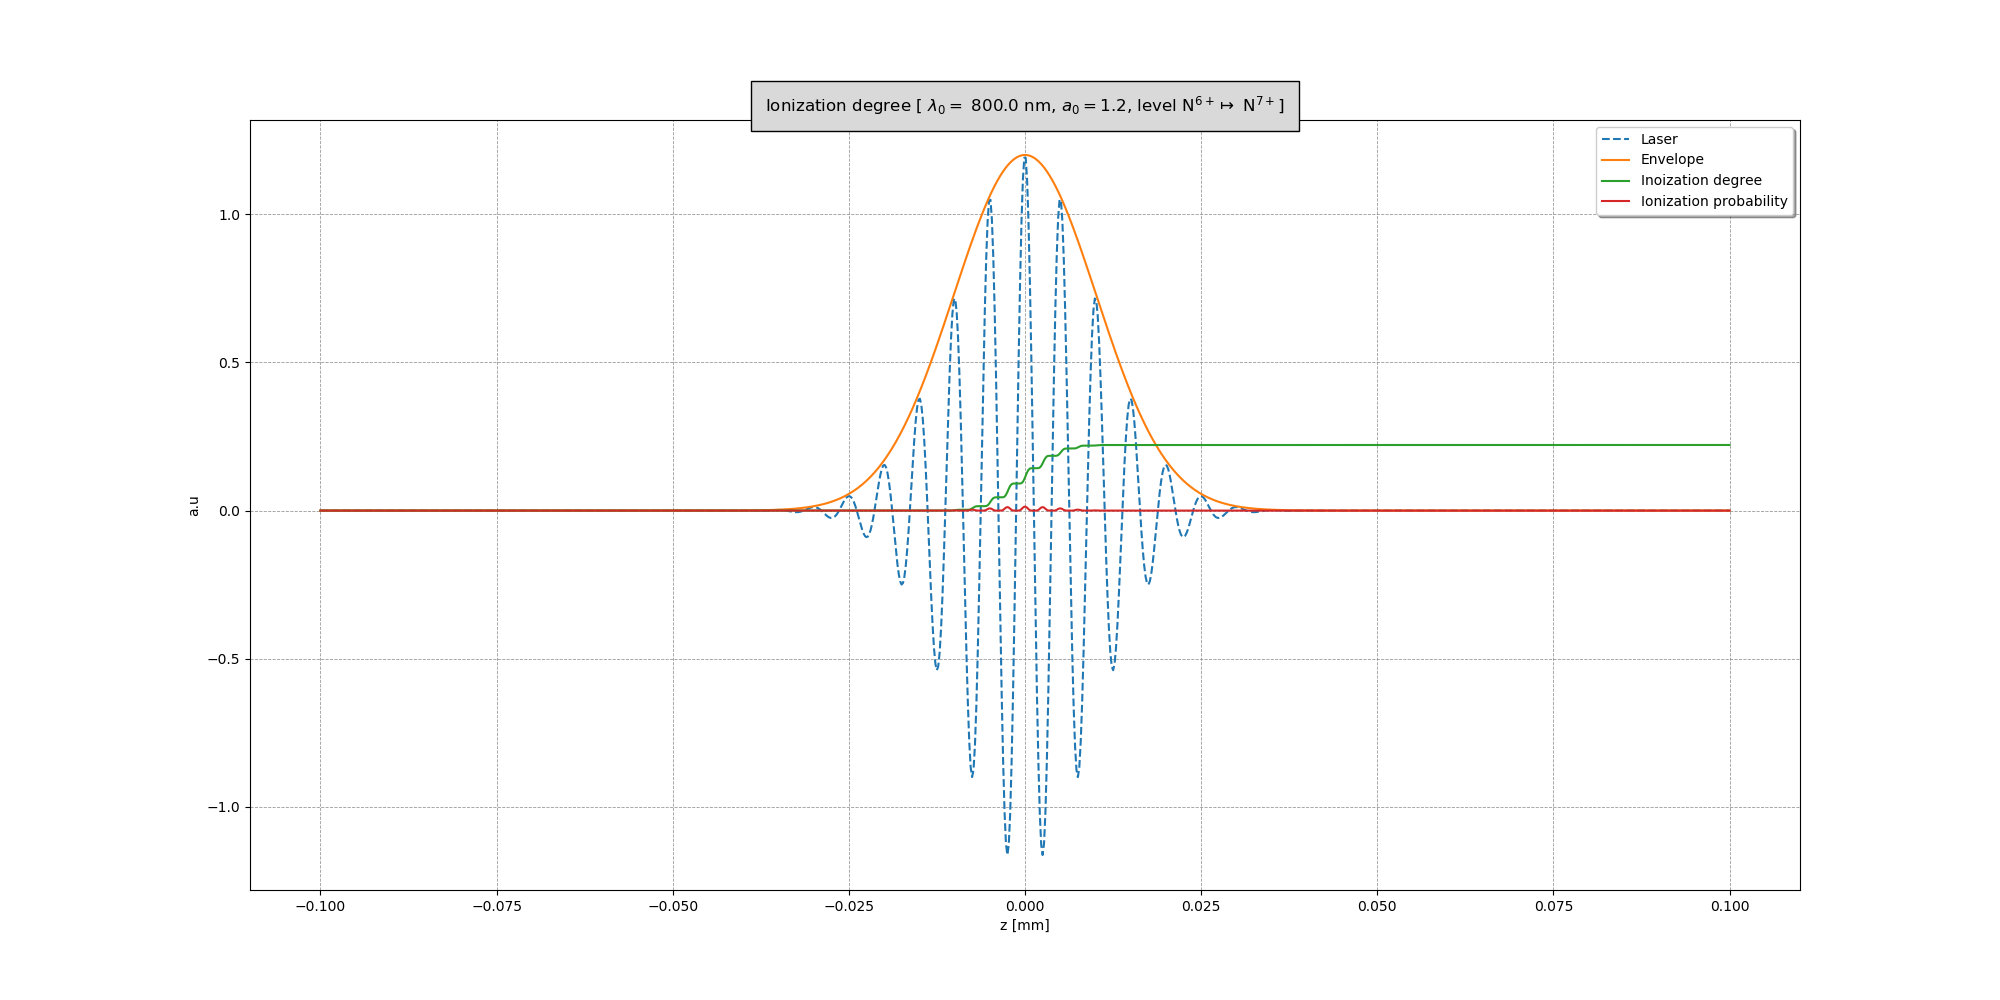 Ionization degree [ λ₀ = 800.0 nm, a₀ = 1.2, level N⁶⁺ ↦ N⁷⁺]
Laser
Envelope
Inoization degree
Ionization probability
1.0
0.5
0.0
−0.5
−1.0
a.u
−0.100 −0.075 −0.050 −0.025 0.000 0.025 0.050 0.075 0.100
z [mm]